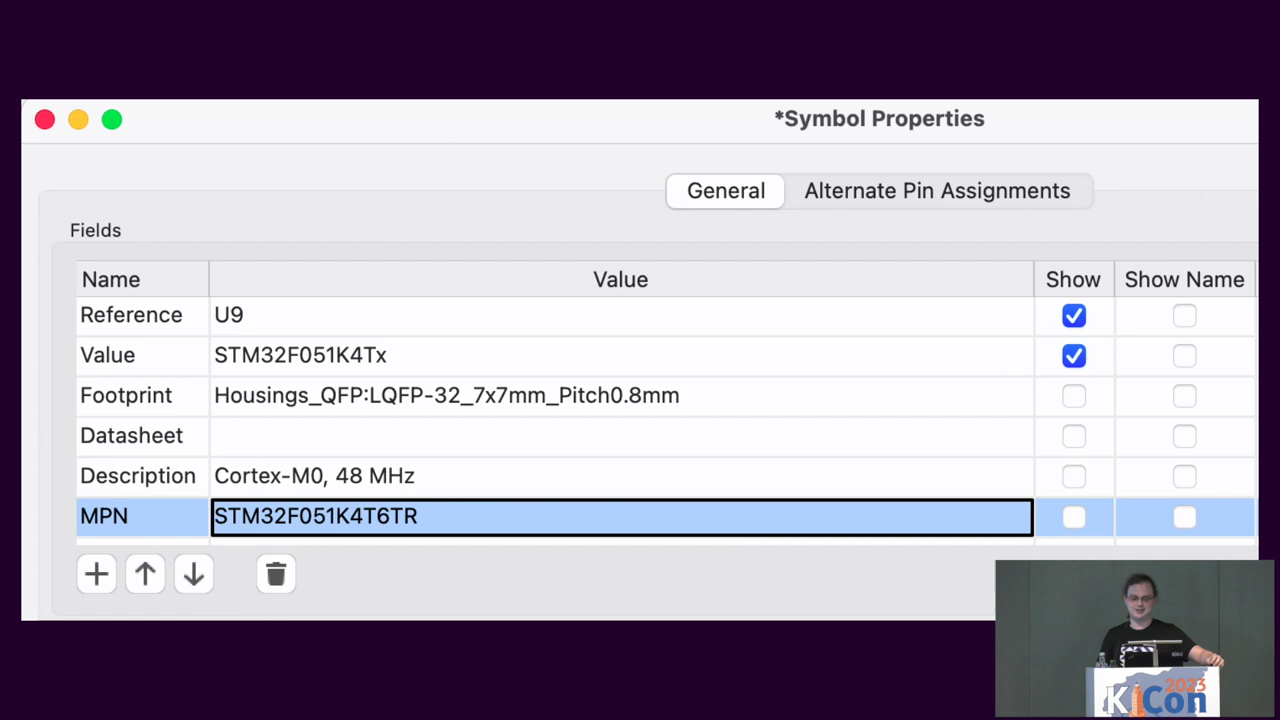 *Symbol Properties
General
Alternate Pin Assignments
Fields
Name Value Show Show Name
Reference U9
Value STM32F051K4Tx
Footprint Housings_QFP:LQFP-32_7x7mm_Pitch0.8mm
Datasheet
Description Cortex-M0, 48 MHz
MPN STM32F051K4T6TR
2023
KiCon